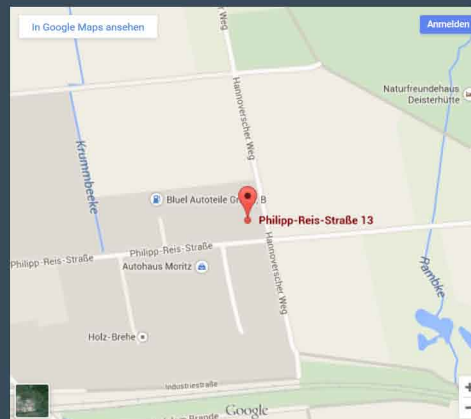 In Google Maps ansehen
Anmelden
Weg
Hannoverscher Weg
Naturfreundehaus
Deisterhütte
Krummbeeke
Bluel Autoteile
B
Philipp-Reis-Straße 13
Philipp-Reis-Straße
Philipp-Reis-Straße
Hannoverscher Weg
Autohaus Moritz
Rambke
Holz-Brehe
Industriestraße
Google
+